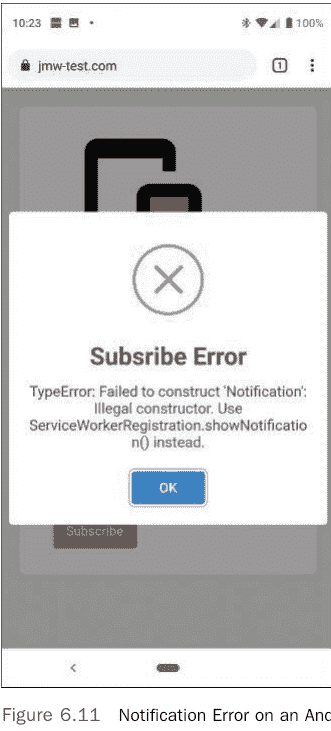 10:23
100%
jmw-test.com
1
Subsribe Error
TypeError: Failed to construct 'Notification':
Illegal constructor. Use
ServiceWorkerRegistration.showNotificatio
n() instead.
OK
Subscribe
Figure 6.11 Notification Error on an And